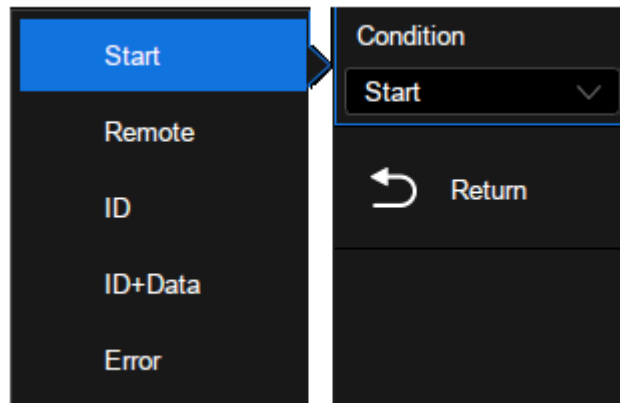 Start
Remote
ID
ID+Data
Error
Condition
Start
Return